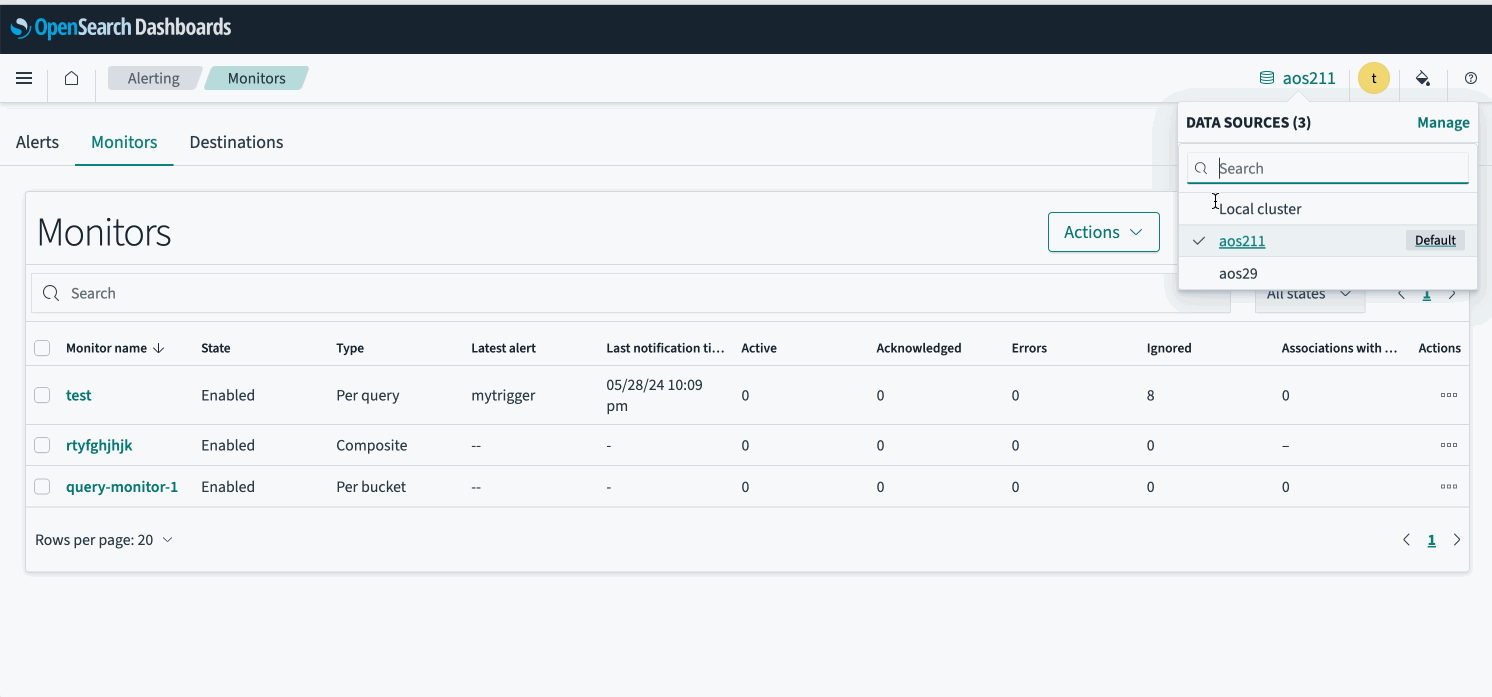 OpenSearch Dashboards
Alerting
Monitors
aos211
t
DATA SOURCES (3)
Manage
Search
Local cluster
aos211
Default
aos29
Alerts
Monitors
Destinations
Monitors
Actions
Search
All states
1
Monitor name
State
Type
Latest alert
Last notification ti...
Active
Acknowledged
Errors
Ignored
Associations with ...
Actions
test
Enabled
Per query
mytrigger
05/28/24 10:09
pm
0
0
0
8
0
rtyfghjhjk
Enabled
Composite
--
-
0
0
0
0
–
query-monitor-1
Enabled
Per bucket
--
-
0
0
0
0
0
Rows per page: 20
1